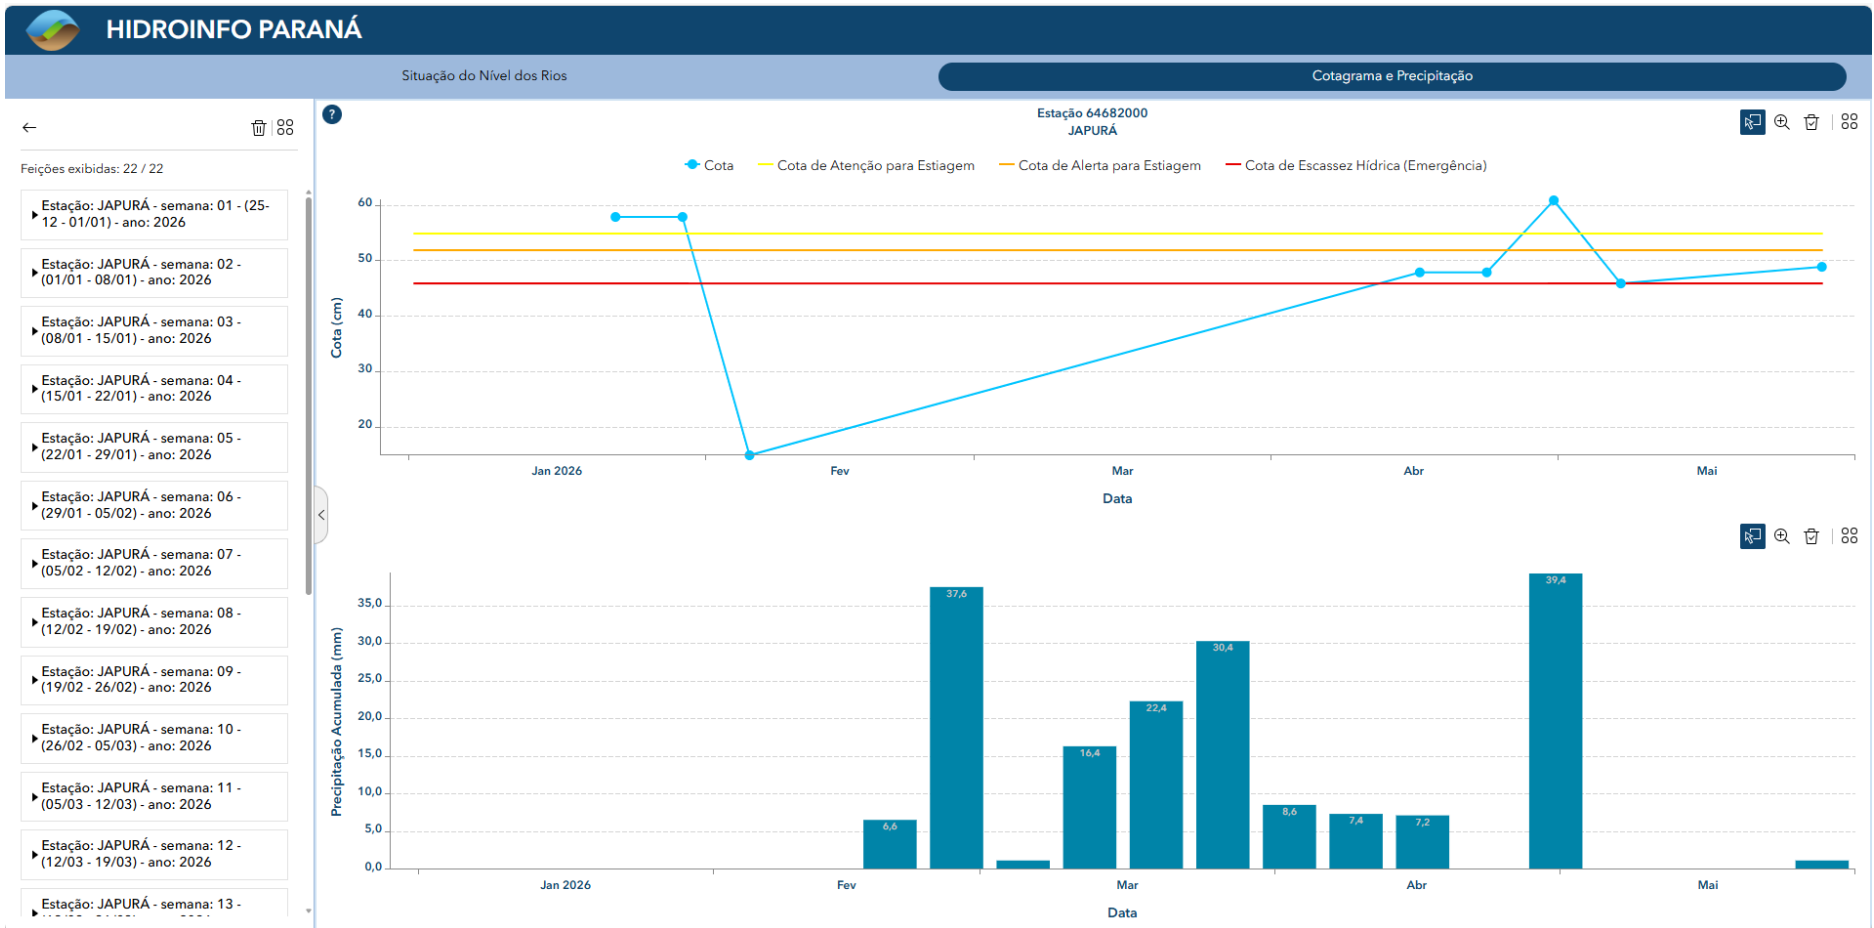 HIDROINFO PARANÁ
Situação do Nível dos Rios
Cotagrama e Precipitação
Feições exibidas: 22 / 22
Estação: JAPURÁ - semana: 01 - (25-
12 - 01/01) - ano: 2026
Estação: JAPURÁ - semana: 02 -
(01/01 - 08/01) - ano: 2026
Estação: JAPURÁ - semana: 03 -
(08/01 - 15/01) - ano: 2026
Estação: JAPURÁ - semana: 04 -
(15/01 - 22/01) - ano: 2026
Estação: JAPURÁ - semana: 05 -
(22/01 - 29/01) - ano: 2026
Estação: JAPURÁ - semana: 06 -
(29/01 - 05/02) - ano: 2026
Estação: JAPURÁ - semana: 07 -
(05/02 - 12/02) - ano: 2026
Estação: JAPURÁ - semana: 08 -
(12/02 - 19/02) - ano: 2026
Estação: JAPURÁ - semana: 09 -
(19/02 - 26/02) - ano: 2026
Estação: JAPURÁ - semana: 10 -
(26/02 - 05/03) - ano: 2026
Estação: JAPURÁ - semana: 11 -
(05/03 - 12/03) - ano: 2026
Estação: JAPURÁ - semana: 12 -
(12/03 - 19/03) - ano: 2026
Estação: JAPURÁ - semana: 13 -
?
Estação 64682000
JAPURÁ
Cota
Cota de Atenção para Estiagem
Cota de Alerta para Estiagem
Cota de Escassez Hídrica (Emergência)
Cota (cm)
60
50
40
30
20
Jan 2026
Fev
Mar
Abr
Mai
Data
Precipitação Acumulada (mm)
35,0
30,0
25,0
20,0
15,0
10,0
5,0
0,0
6,6
37,6
16,4
22,4
30,4
8,6
7,4
7,2
39,4
Jan 2026
Fev
Mar
Abr
Mai
Data